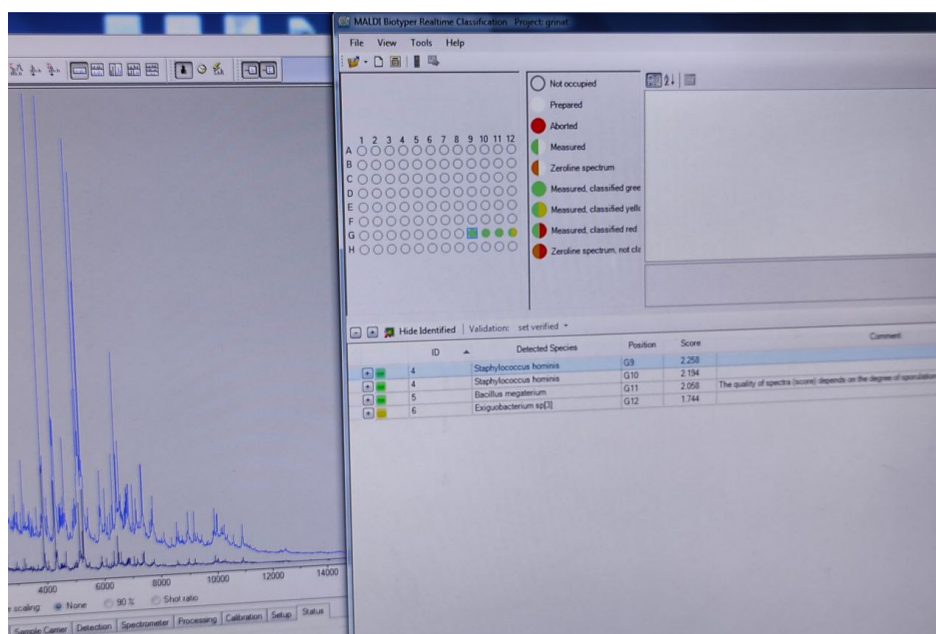 MALDI Biotyper Realtime Classification Project: grinat
File View Tools Help
Not occupied
Prepared
Aborted
Measured
Zeroline spectrum
Measured, classified gree
Measured, classified yelk
Measured, classified red
Zeroline spectrum, not cla
1 2 3 4 5 6 7 8 9 10 11 12
A
B
C
D
E
F
G
H
Hide Identified Validation: set verified
ID Detected Species Position Score Comment
4 Staphylococcus hominis G9 2.258
4 Staphylococcus hominis G10 2.194
5 Bacillus megaterium G11 2.058 The quality of spectra (score) depends on the degree of sporulation
6 Exiguobacterium sp[3] G12 1.744
4000 6000 8000 10000 12000 14000
scaling: None 90 % Shot ratio
Sample Carrier Detection Spectrometer Processing Calibration Setup Status